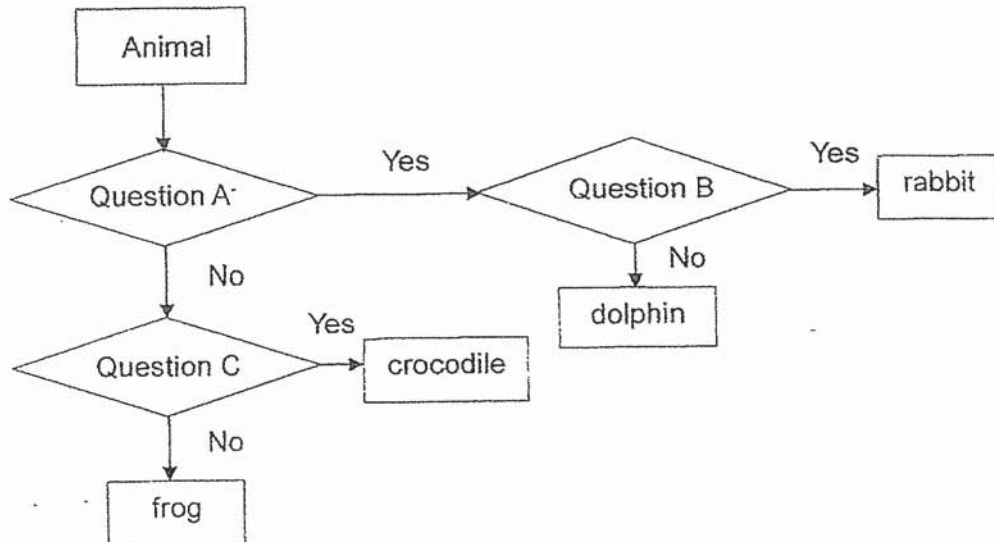 Animal
Yes
Yes
Question A
Question B
rabbit
No
No
dolphin
Yes
Question C
crocodile
No
frog